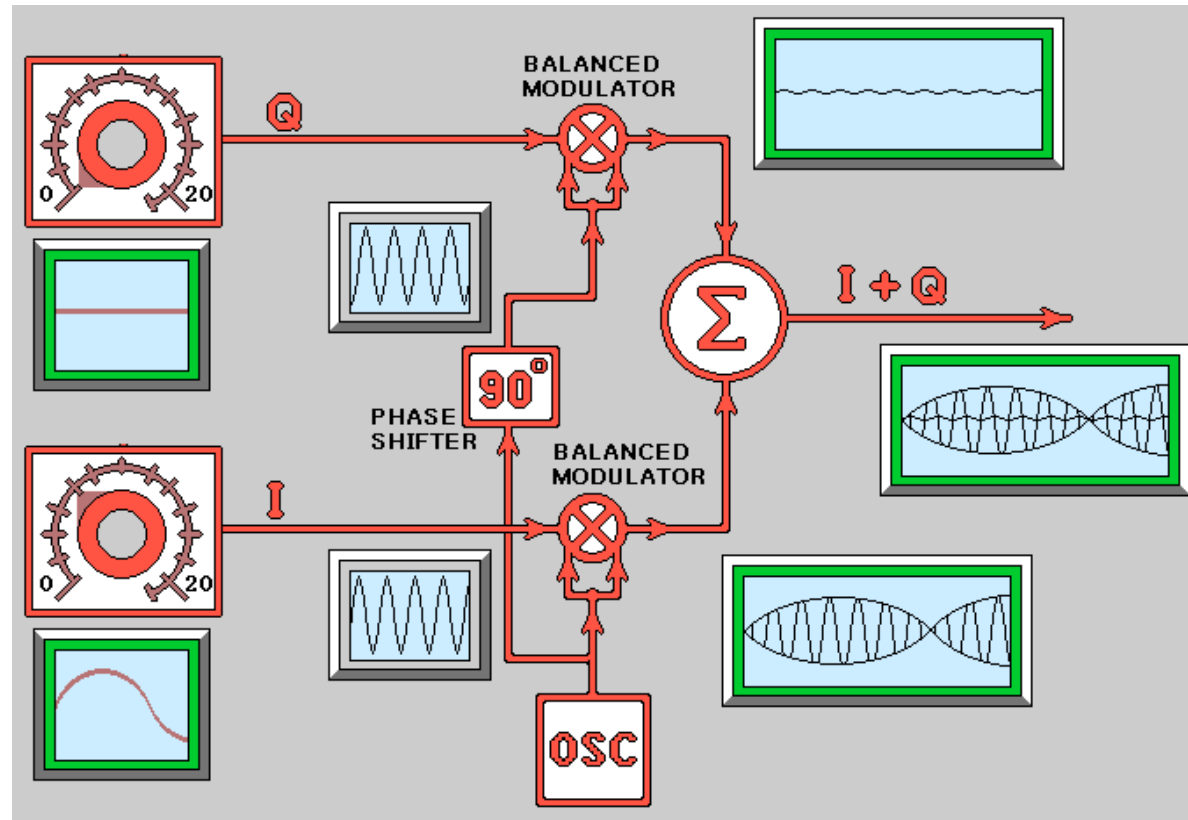 BALANCED
MODULATOR
Q
0
20
I + Q
Σ
90°
PHASE
SHIFTER
BALANCED
MODULATOR
I
0
20
OSC